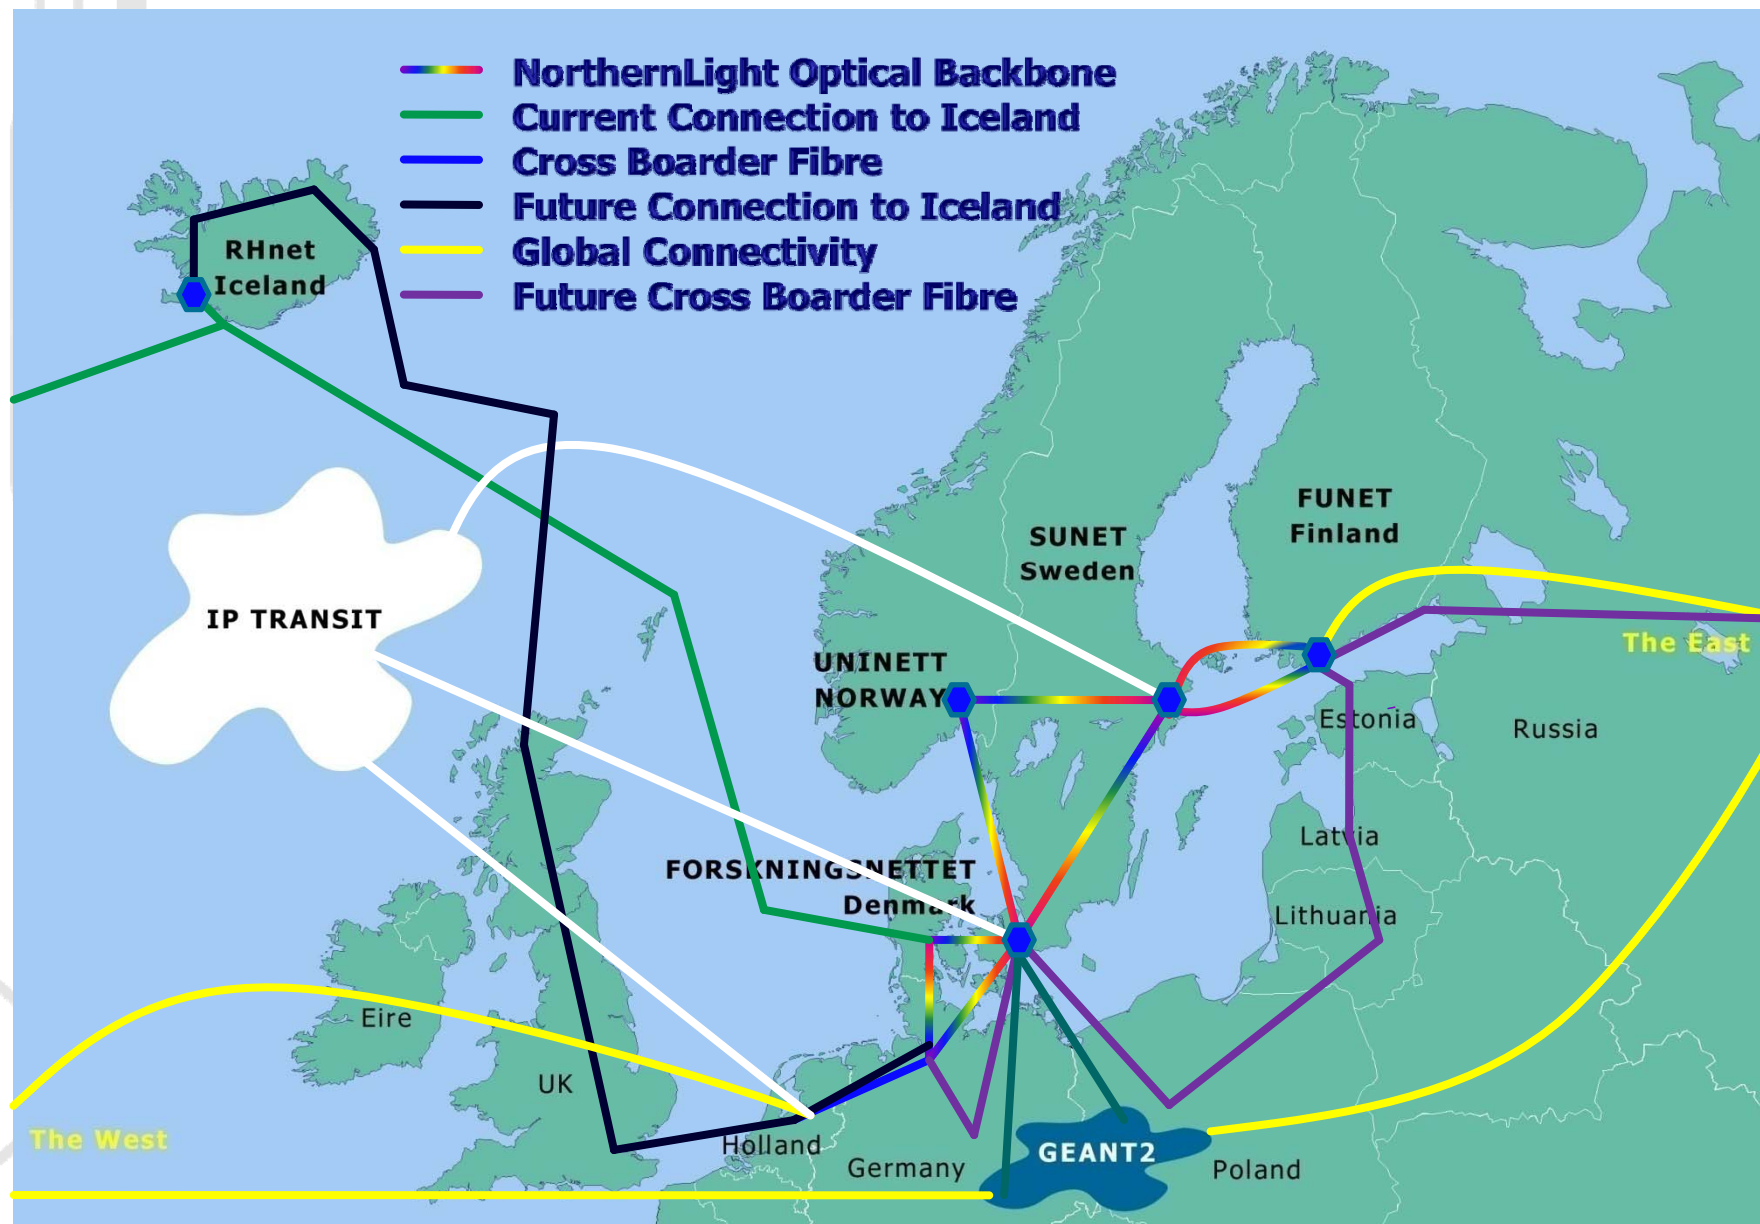 NorthernLight Optical Backbone
Current Connection to Iceland
Cross Boarder Fibre
Future Connection to Iceland
Global Connectivity
Future Cross Boarder Fibre
RHnet
Iceland
FUNET
Finland
SUNET
Sweden
IP TRANSIT
The East
UNINETT
NORWAY
Estonia
Russia
Latvia
FORSKNINGSNETTET
Denmark
Lithuania
Eire
UK
The West
Holland
Germany
GEANT2
Poland